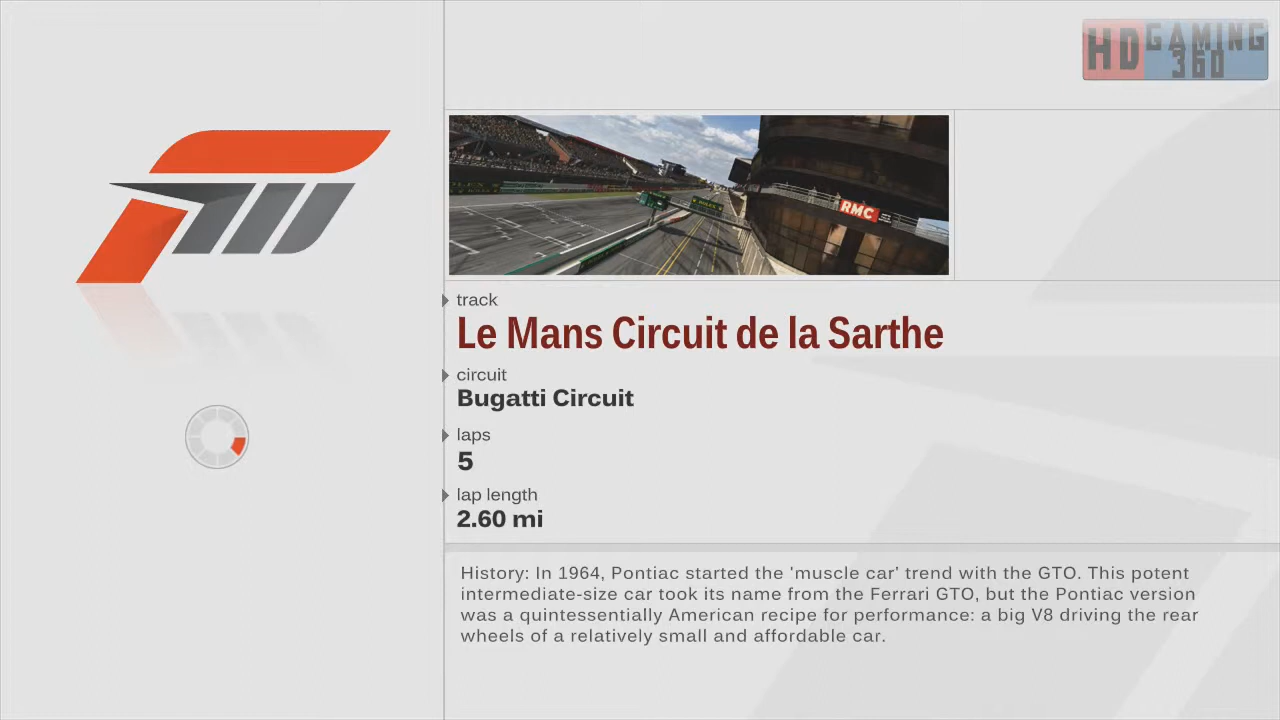 HD GAMING
360
RMC
track
Le Mans Circuit de la Sarthe
circuit
Bugatti Circuit
laps
5
lap length
2.60 mi
History: In 1964, Pontiac started the 'muscle car' trend with the GTO. This potent
intermediate-size car took its name from the Ferrari GTO, but the Pontiac version
was a quintessentially American recipe for performance: a big V8 driving the rear
wheels of a relatively small and affordable car.